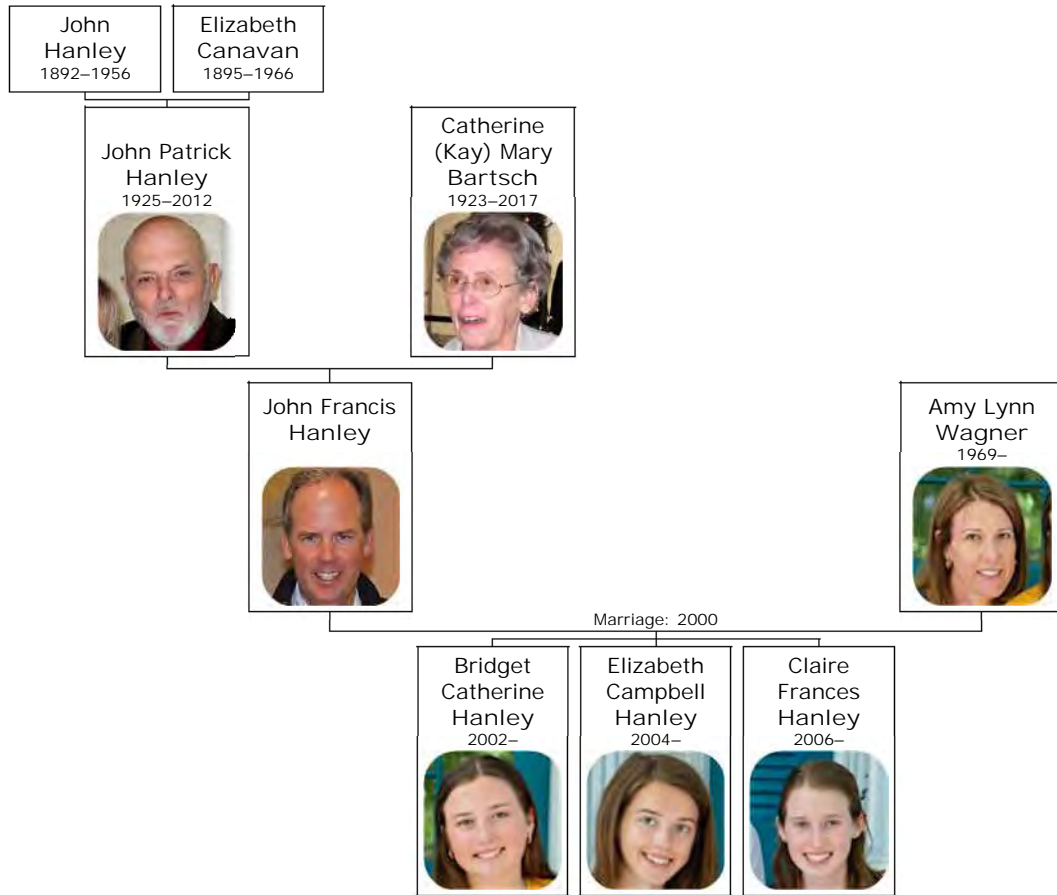 John
Hanley
1892–1956
Elizabeth
Canavan
1895–1966
John Patrick
Hanley
1925–2012
Catherine
(Kay) Mary
Bartsch
1923–2017
John Francis
Hanley
Amy Lynn
Wagner
1969–
Marriage: 2000
Bridget
Catherine
Hanley
2002–
Elizabeth
Campbell
Hanley
2004–
Claire
Frances
Hanley
2006–